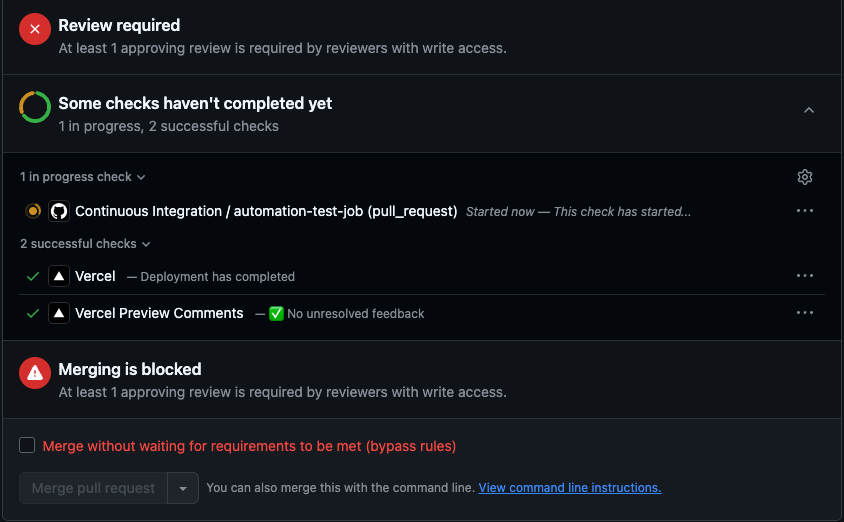 Review required
At least 1 approving review is required by reviewers with write access.
Some checks haven't completed yet
1 in progress, 2 successful checks
1 in progress check
Continuous Integration / automation-test-job (pull_request) Started now — This check has started...
2 successful checks
Vercel — Deployment has completed
Vercel Preview Comments — ✅ No unresolved feedback
Merging is blocked
At least 1 approving review is required by reviewers with write access.
Merge without waiting for requirements to be met (bypass rules)
Merge pull request You can also merge this with the command line. View command line instructions.